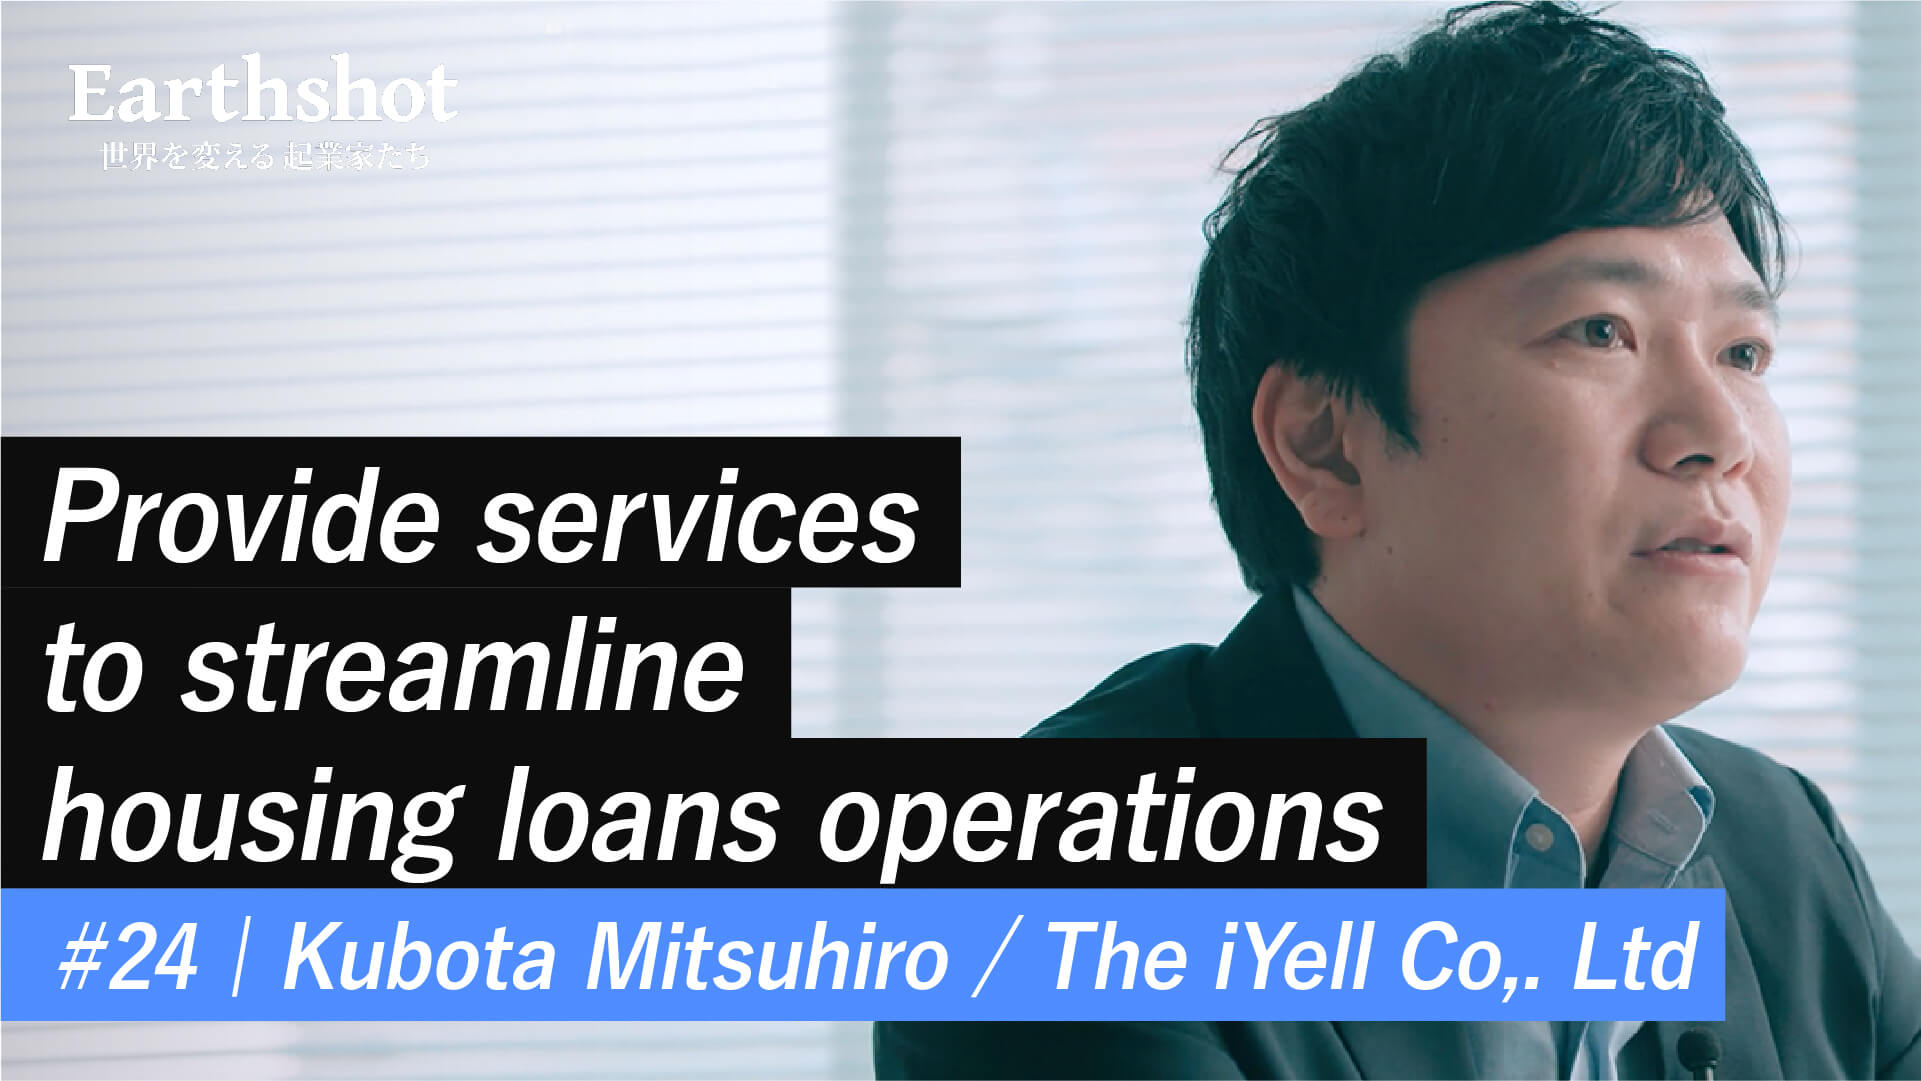 Earthshot
世界を変える 起業家たち
Provide services
to streamline
housing loans operations
#24 | Kubota Mitsuhiro / The iYell Co,. Ltd